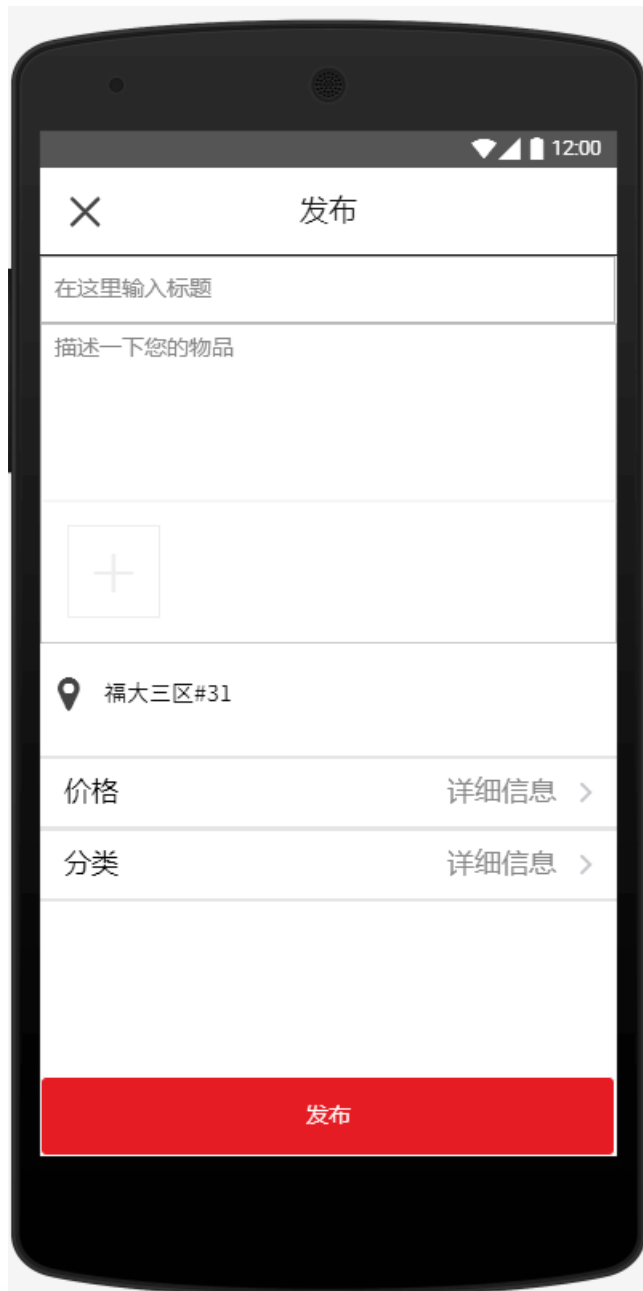 12:00
发布
在这里输入标题
描述一下您的物品
福大三区#31
价格 详细信息
分类 详细信息
发布